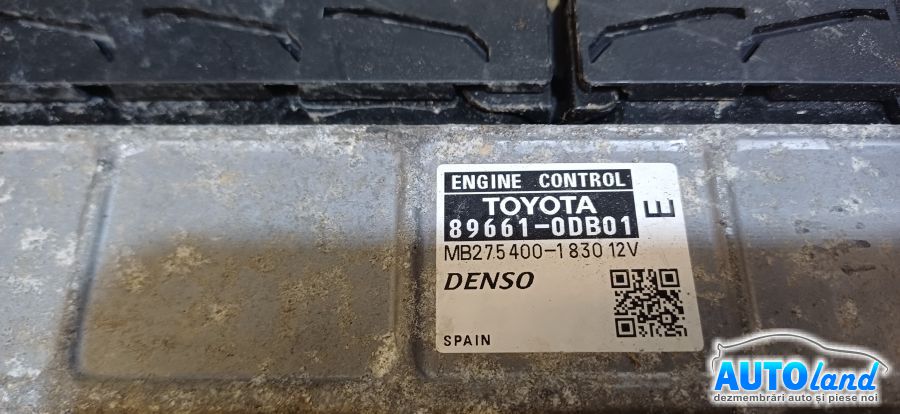 ENGINE CONTROL
TOYOTA
89661-0DB01
E
MB275400-1830 12V
DENSO
SPAIN
AUTOland
dezmembrări auto și piese noi